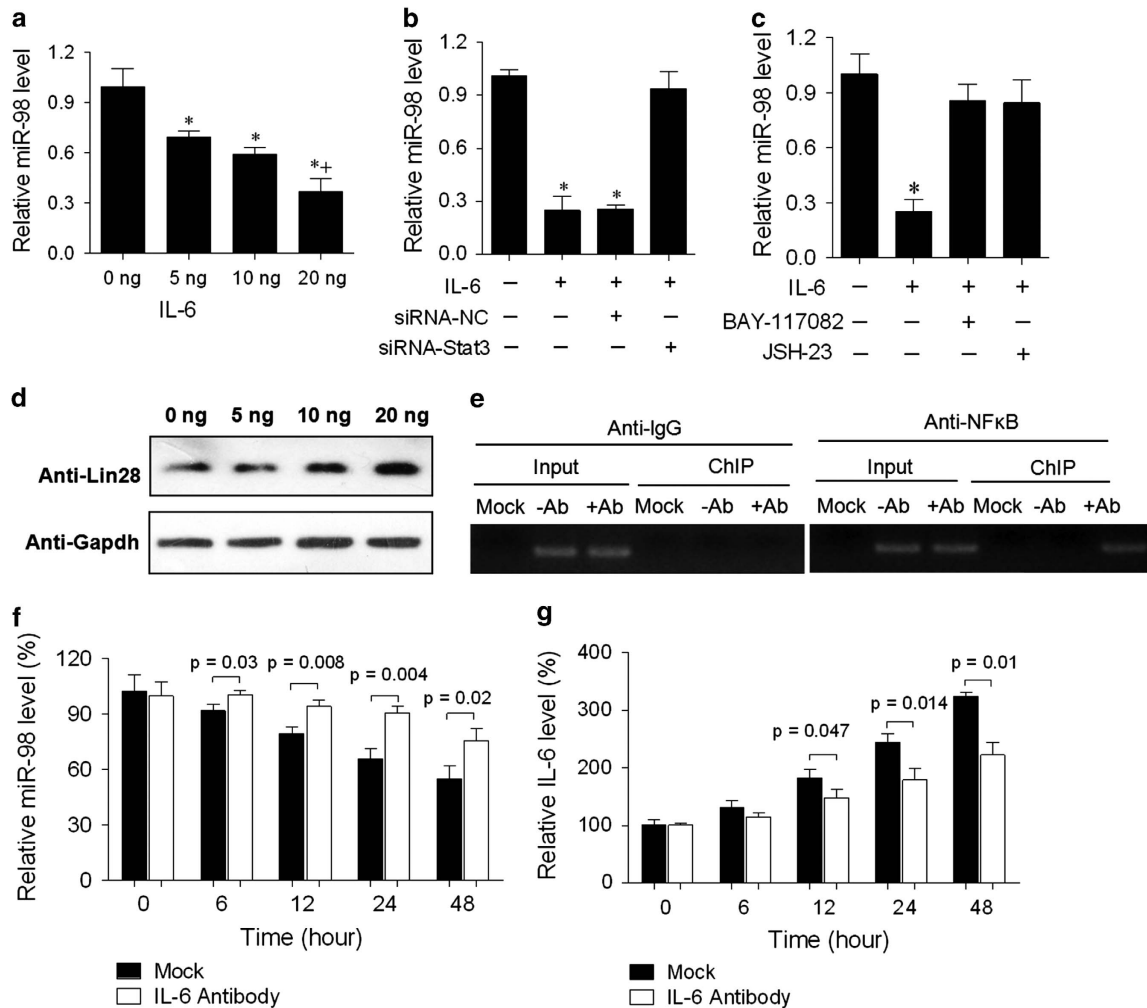 a
Relative miR-98 level
1.2
0.9
0.6
0.3
0.0
*
*
*+
0 ng 5 ng 10 ng 20 ng
IL-6
b
Relative miR-98 level
1.2
0.9
0.6
0.3
0.0
* *
IL-6 – + + +
siRNA-NC – – + –
siRNA-Stat3 – – – +
c
Relative miR-98 level
1.2
0.9
0.6
0.3
0.0
*
IL-6 – + + +
BAY-117082 – – + –
JSH-23 – – – +
d
0 ng 5 ng 10 ng 20 ng
Anti-Lin28
Anti-Gapdh
e
Anti-IgG
Input ChIP
Mock -Ab +Ab Mock -Ab +Ab
Anti-NFκB
Input ChIP
Mock -Ab +Ab Mock -Ab +Ab
f
Relative miR-98 level (%)
120
90
60
30
0
p = 0.03
p = 0.008
p = 0.004
p = 0.02
0 6 12 24 48
Time (hour)
Mock
IL-6 Antibody
g
Relative IL-6 level (%)
400
300
200
100
0
p = 0.047
p = 0.014
p = 0.01
0 6 12 24 48
Time (hour)
Mock
IL-6 Antibody